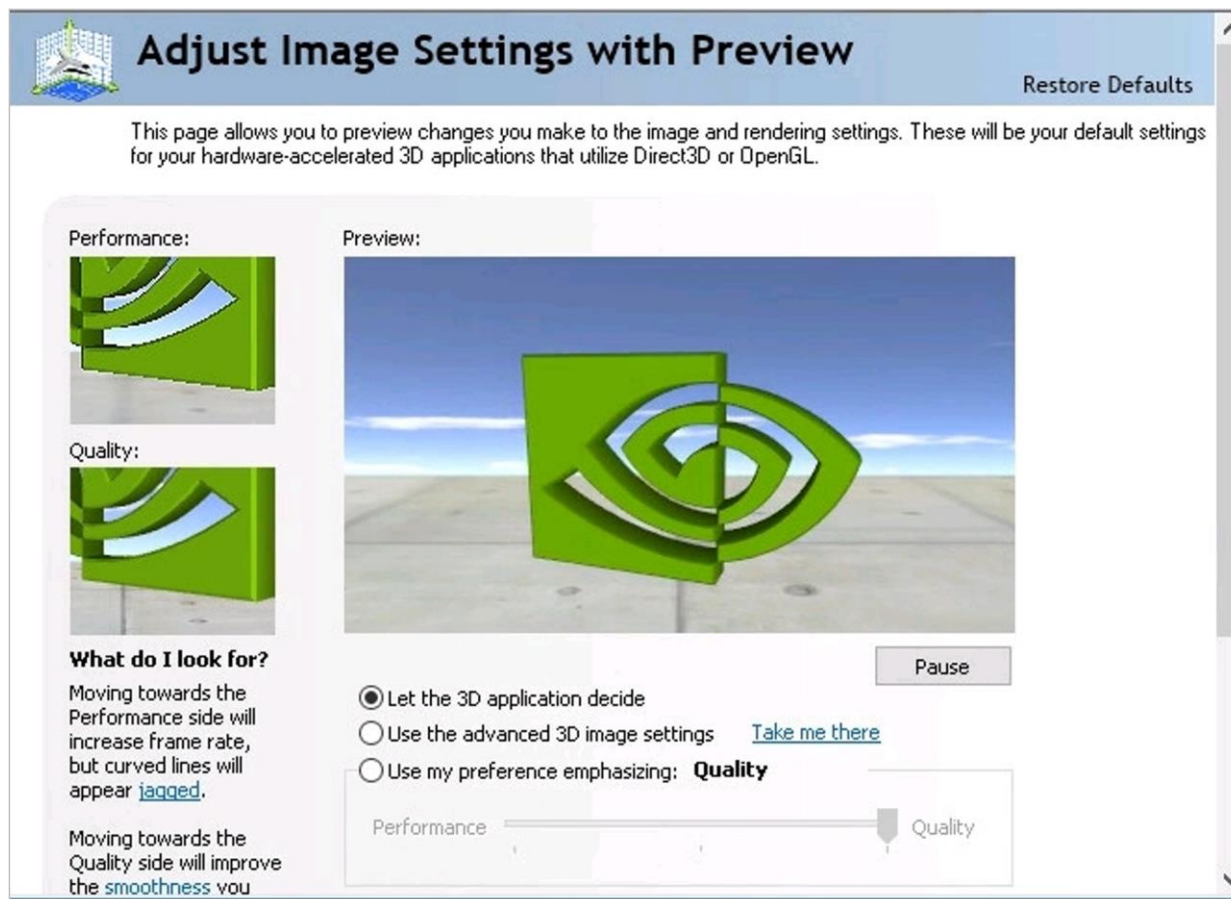 Adjust Image Settings with Preview
Restore Defaults
This page allows you to preview changes you make to the image and rendering settings. These will be your default settings
for your hardware-accelerated 3D applications that utilize Direct3D or OpenGL.
Performance:
Preview:
Quality:
What do I look for?
Moving towards the
Performance side will
increase frame rate,
but curved lines will
appear jagged.
Moving towards the
Quality side will improve
the smoothness you
Pause
Let the 3D application decide
Use the advanced 3D image settings Take me there
Use my preference emphasizing: Quality
Performance Quality